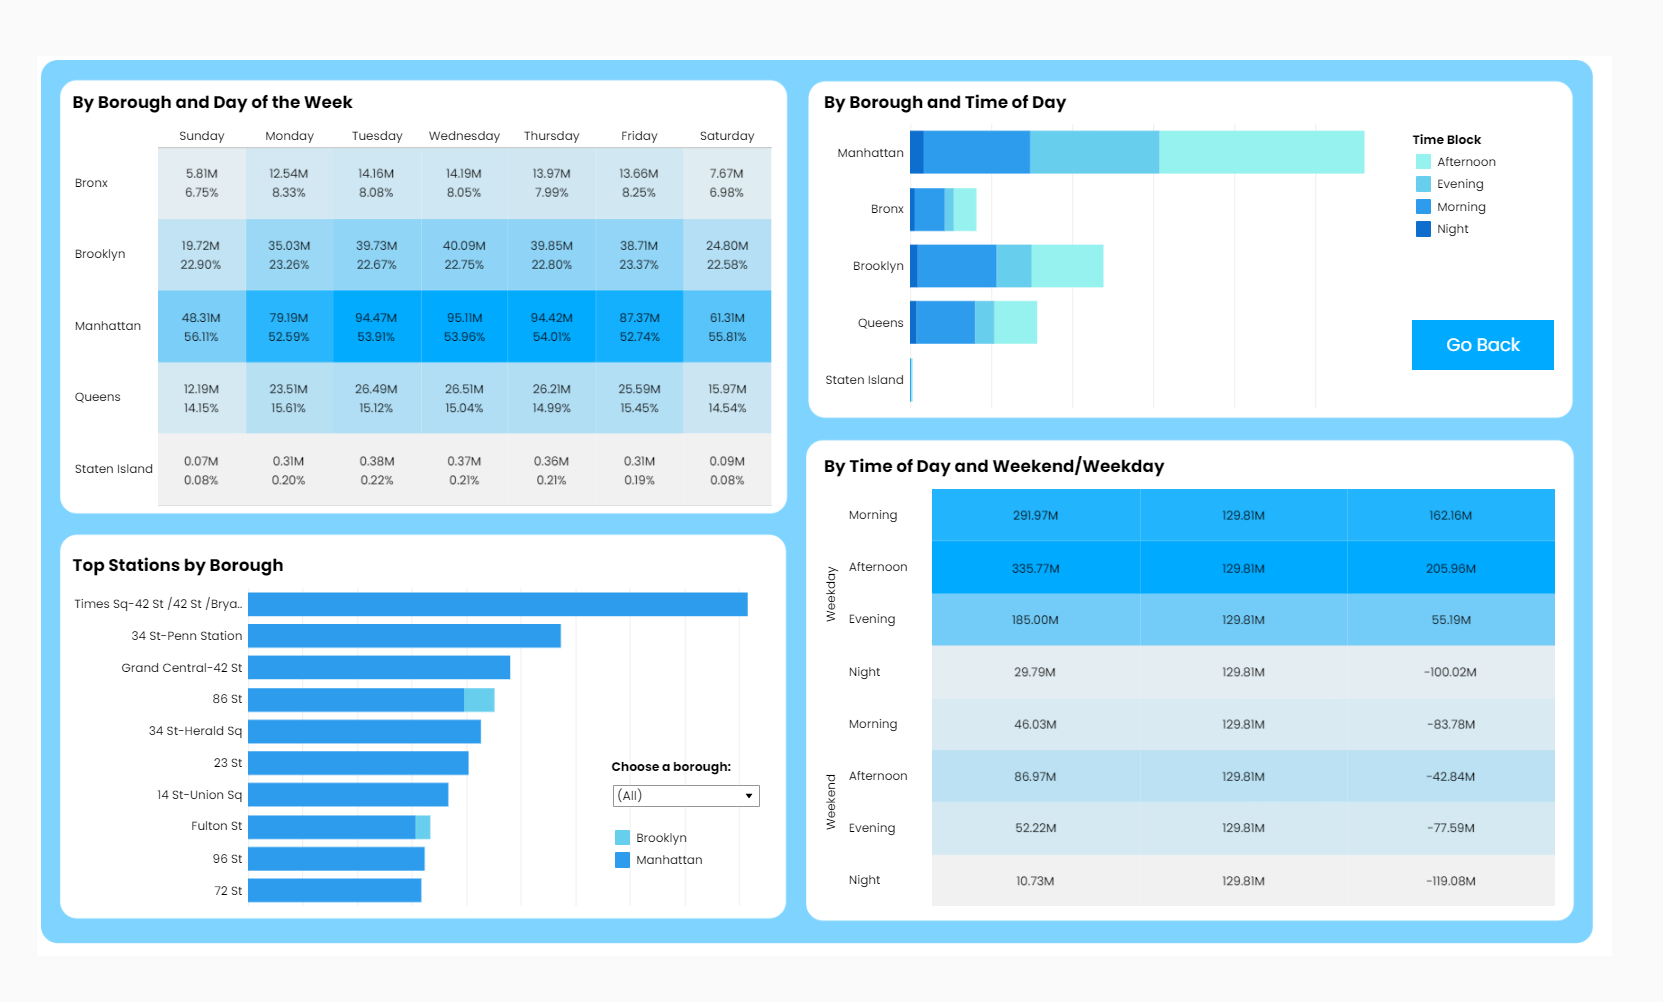 By Borough and Day of the Week
Sunday Monday Tuesday Wednesday Thursday Friday Saturday
Bronx
5.81M 12.54M 14.16M 14.19M 13.97M 13.66M 7.67M
6.75% 8.33% 8.08% 8.05% 7.99% 8.25% 6.98%
Brooklyn
19.72M 35.03M 39.73M 40.09M 39.85M 38.71M 24.80M
22.90% 23.26% 22.67% 22.75% 22.80% 23.37% 22.58%
Manhattan
48.31M 79.19M 94.47M 95.11M 94.42M 87.37M 61.31M
56.11% 52.59% 53.91% 53.96% 54.01% 52.74% 55.81%
Queens
12.19M 23.51M 26.49M 26.51M 26.21M 25.59M 15.97M
14.15% 15.61% 15.12% 15.04% 14.99% 15.45% 14.54%
Staten Island
0.07M 0.31M 0.38M 0.37M 0.36M 0.31M 0.09M
0.08% 0.20% 0.22% 0.21% 0.21% 0.19% 0.08%
By Borough and Time of Day
Manhattan
Bronx
Brooklyn
Queens
Staten Island
Time Block
Afternoon
Evening
Morning
Night
Go Back
Top Stations by Borough
Times Sq-42 St /42 St /Brya..
34 St-Penn Station
Grand Central-42 St
86 St
34 St-Herald Sq
23 St
14 St-Union Sq
Fulton St
96 St
72 St
Choose a borough:
(All)
Brooklyn
Manhattan
By Time of Day and Weekend/Weekday
Weekday
Morning 291.97M 129.81M 162.16M
Afternoon 335.77M 129.81M 205.96M
Evening 185.00M 129.81M 55.19M
Night 29.79M 129.81M -100.02M
Weekend
Morning 46.03M 129.81M -83.78M
Afternoon 86.97M 129.81M -42.84M
Evening 52.22M 129.81M -77.59M
Night 10.73M 129.81M -119.08M